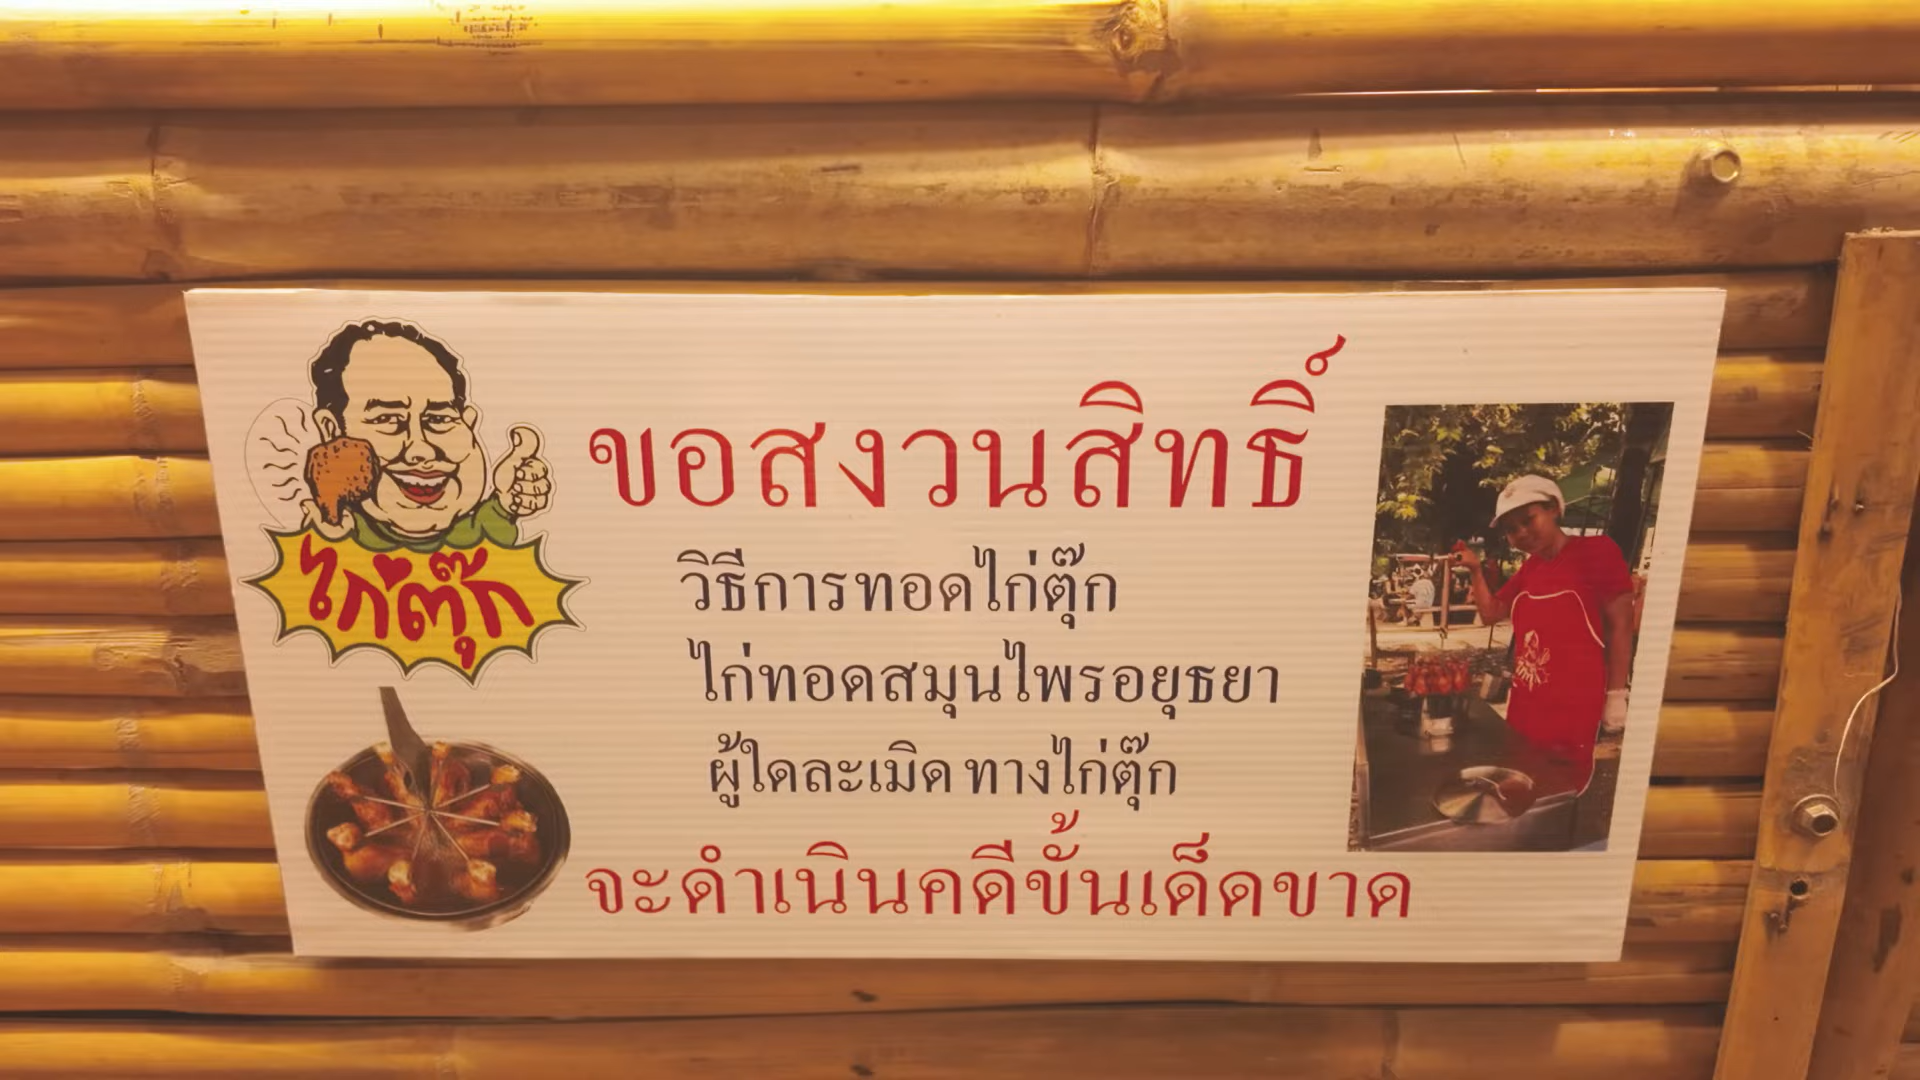 ขอสงวนสิทธิ์
ไก่ตุ๊ก
วิธีการทอดไก่ตุ๊ก
ไก่ทอดสมุนไพรอยุธยา
ผู้ใดละเมิด ทางไก่ตุ๊ก
จะดำเนินคดีขั้นเด็ดขาด